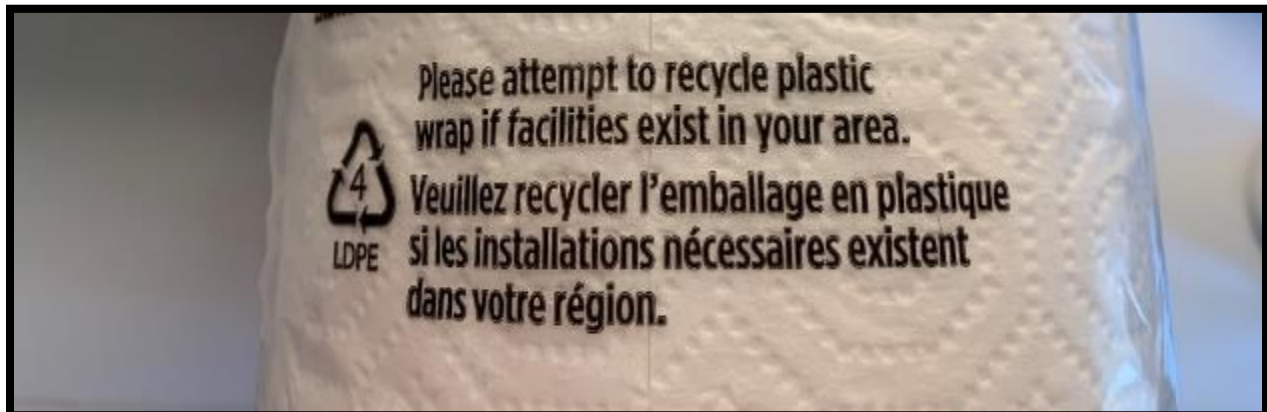 Please attempt to recycle plastic
wrap if facilities exist in your area.
4
LDPE
Veuillez recycler l'emballage en plastique
si les installations nécessaires existent
dans votre région.